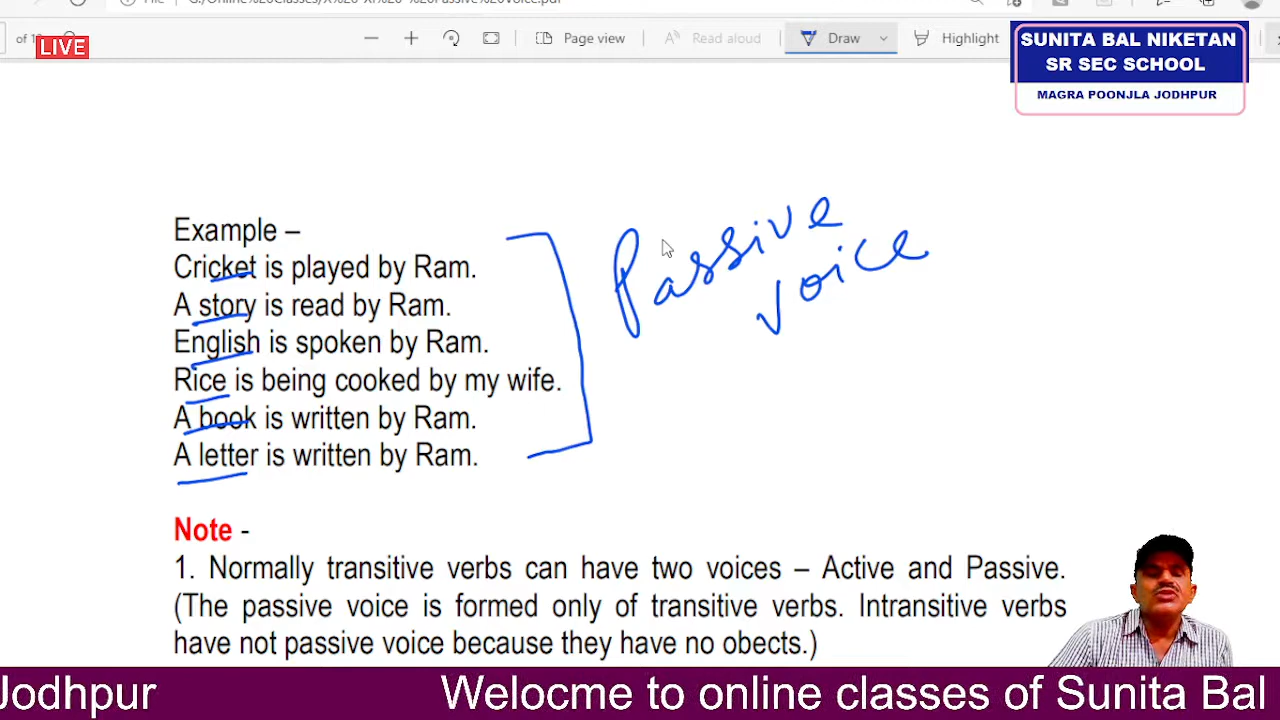 of 1
LIVE
Page view
Read aloud
Draw
Highlight
SUNITA BAL NIKETAN
SR SEC SCHOOL
MAGRA POONJLA JODHPUR
Example –
Cricket is played by Ram.
A story is read by Ram.
English is spoken by Ram.
Rice is being cooked by my wife.
A book is written by Ram.
A letter is written by Ram.
Passive
voice
Note -
1. Normally transitive verbs can have two voices – Active and Passive.
(The passive voice is formed only of transitive verbs. Intransitive verbs
have not passive voice because they have no obects.)
Jodhpur Welocme to online classes of Sunita Bal